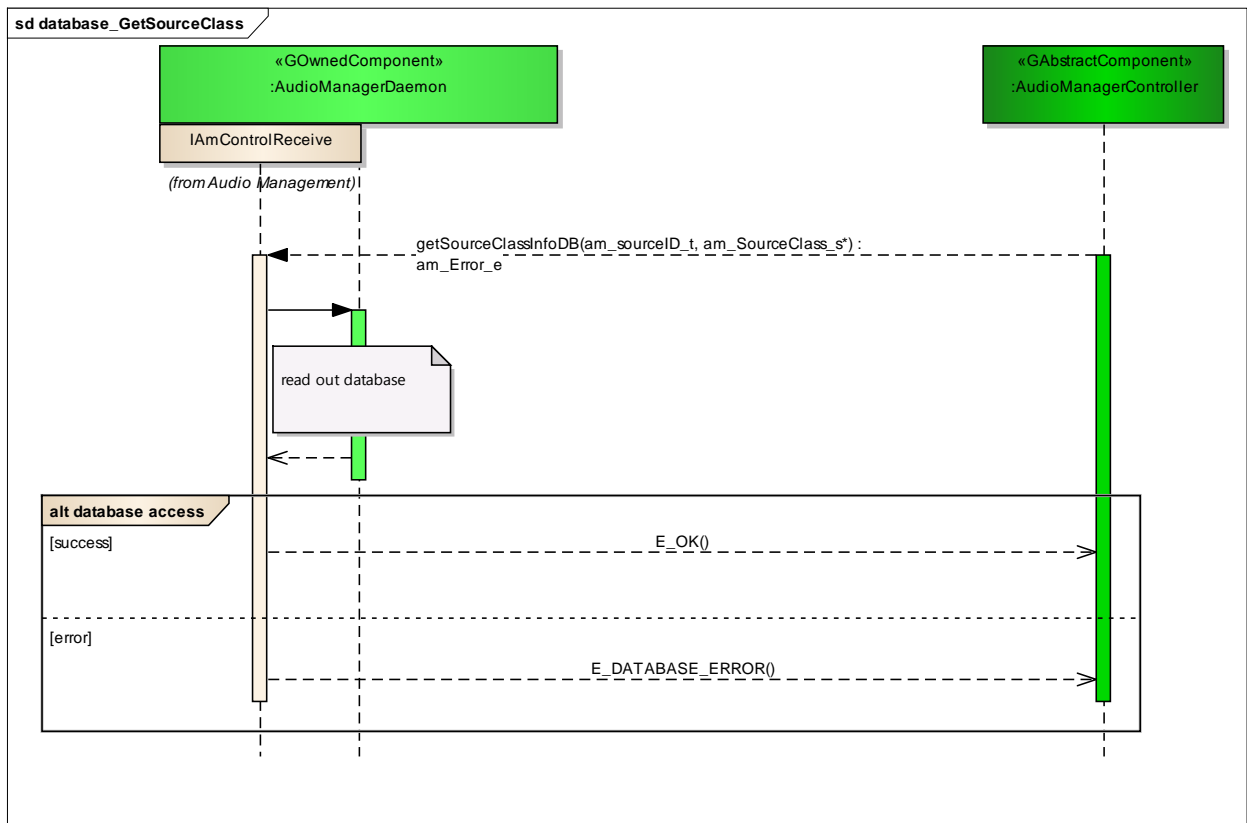 sd database_GetSourceClass
«GOwnedComponent»
:AudioManagerDaemon
«GAbstractComponent»
:AudioManagerController
IAmControlReceive
(from Audio Management)
getSourceClassInfoDB(am_sourceID_t, am_SourceClass_s*) :
am_Error_e
read out database
alt database access
[success]
E_OK()
[error]
E_DATABASE_ERROR()